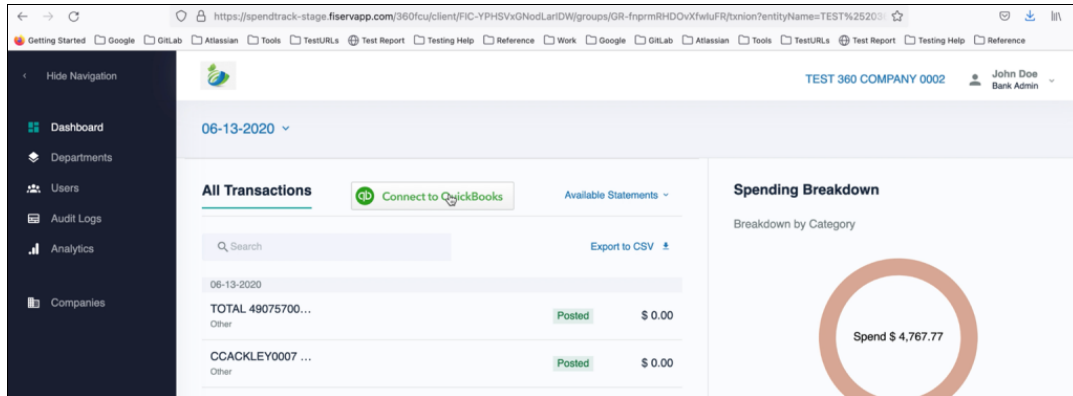 https://spendtrack-stage.fiservapp.com/360fcu/client/FIC-YPHSVxGNodLarIDW/groups/GR-fnprmRHDOvXfwluFR/txnion?entityName=TEST%2520
Getting Started Google GitLab Atlassian Tools TestURLs Test Report Testing Help Reference Work Google GitLab Atlassian Tools TestURLs Test Report Testing Help Reference
Hide Navigation
TEST 360 COMPANY 0002
John Doe
Bank Admin
Dashboard
Departments
Users
Audit Logs
Analytics
Companies
06-13-2020
All Transactions
qb Connect to QuickBooks
Available Statements
Search
Export to CSV
06-13-2020
TOTAL 49075700...
Other
Posted
$ 0.00
CCACKLEY0007 ...
Other
Posted
$ 0.00
Spending Breakdown
Breakdown by Category
Spend $ 4,767.77